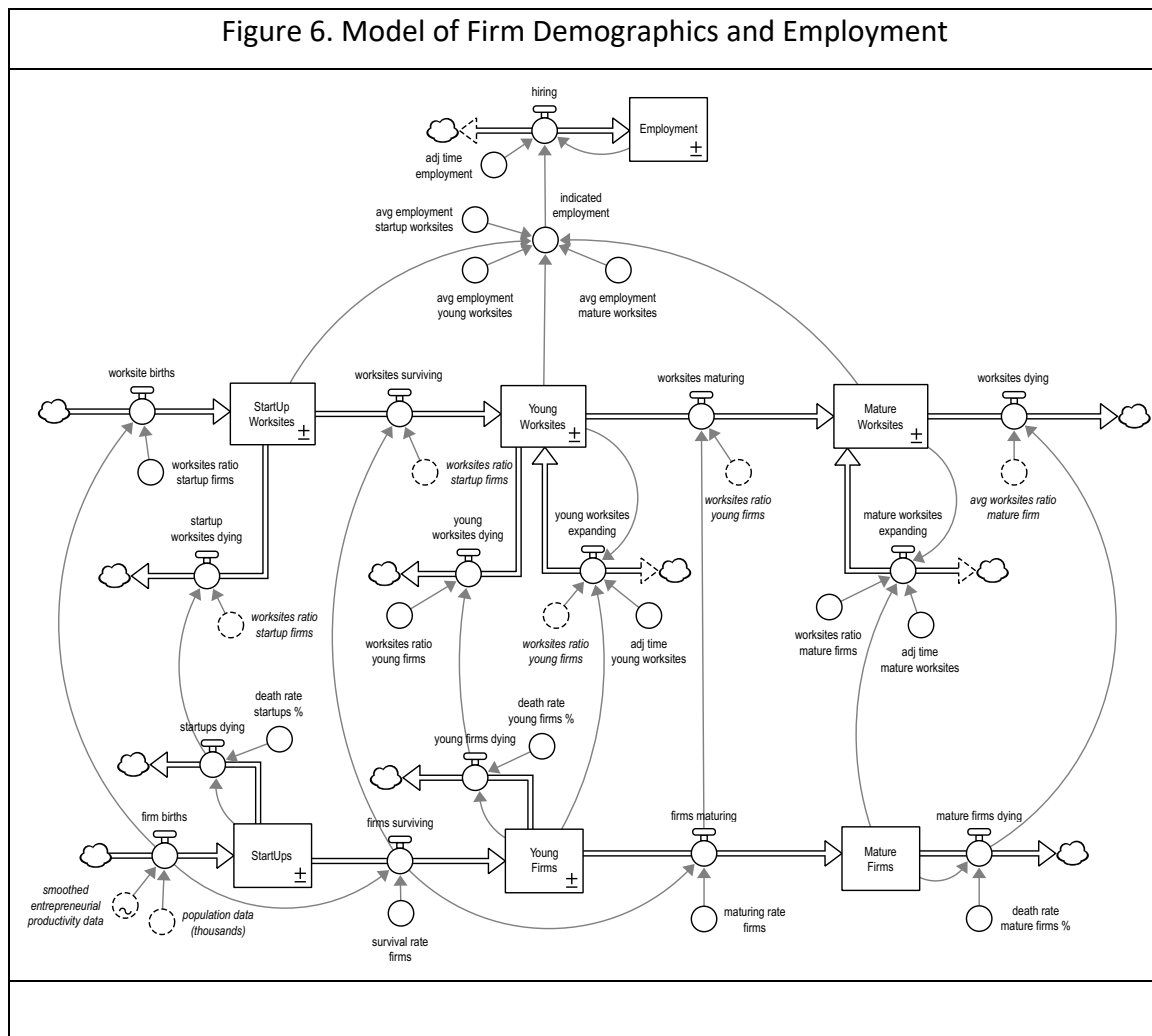 Figure 6. Model of Firm Demographics and Employment
hiring
Employment
±
adj time
employment
avg employment
startup worksites
indicated
employment
avg employment
young worksites
avg employment
mature worksites
worksite births
StartUp
Worksites
±
worksites surviving
Young
Worksites
±
worksites maturing
Mature
Worksites
±
worksites dying
worksites ratio
startup firms
worksites ratio
startup firms
worksites ratio
young firms
avg worksites ratio
mature firm
startup
worksites dying
young
worksites dying
young worksites
expanding
mature worksites
expanding
worksites ratio
startup firms
worksites ratio
young firms
worksites ratio
young firms
adj time
young worksites
worksites ratio
mature firms
adj time
mature worksites
startups dying
death rate
startups %
young firms dying
death rate
young firms %
firm births
StartUps
±
firms surviving
Young
Firms
±
firms maturing
Mature
Firms
mature firms dying
smoothed
entrepreneurial
productivity data
population data
(thousands)
survival rate
firms
maturing rate
firms
death rate
mature firms %